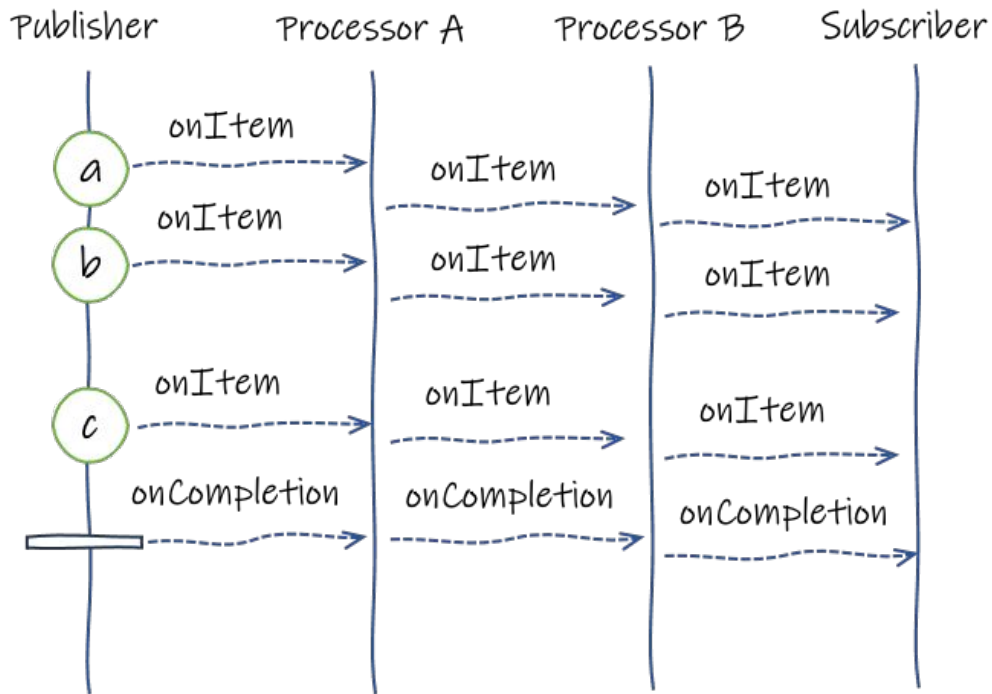 Publisher Processor A Processor B Subscriber
onItem
a
onItem
onItem
onItem
b
onItem
onItem
onItem
c
onItem
onItem
onCompletion
onCompletion
onCompletion